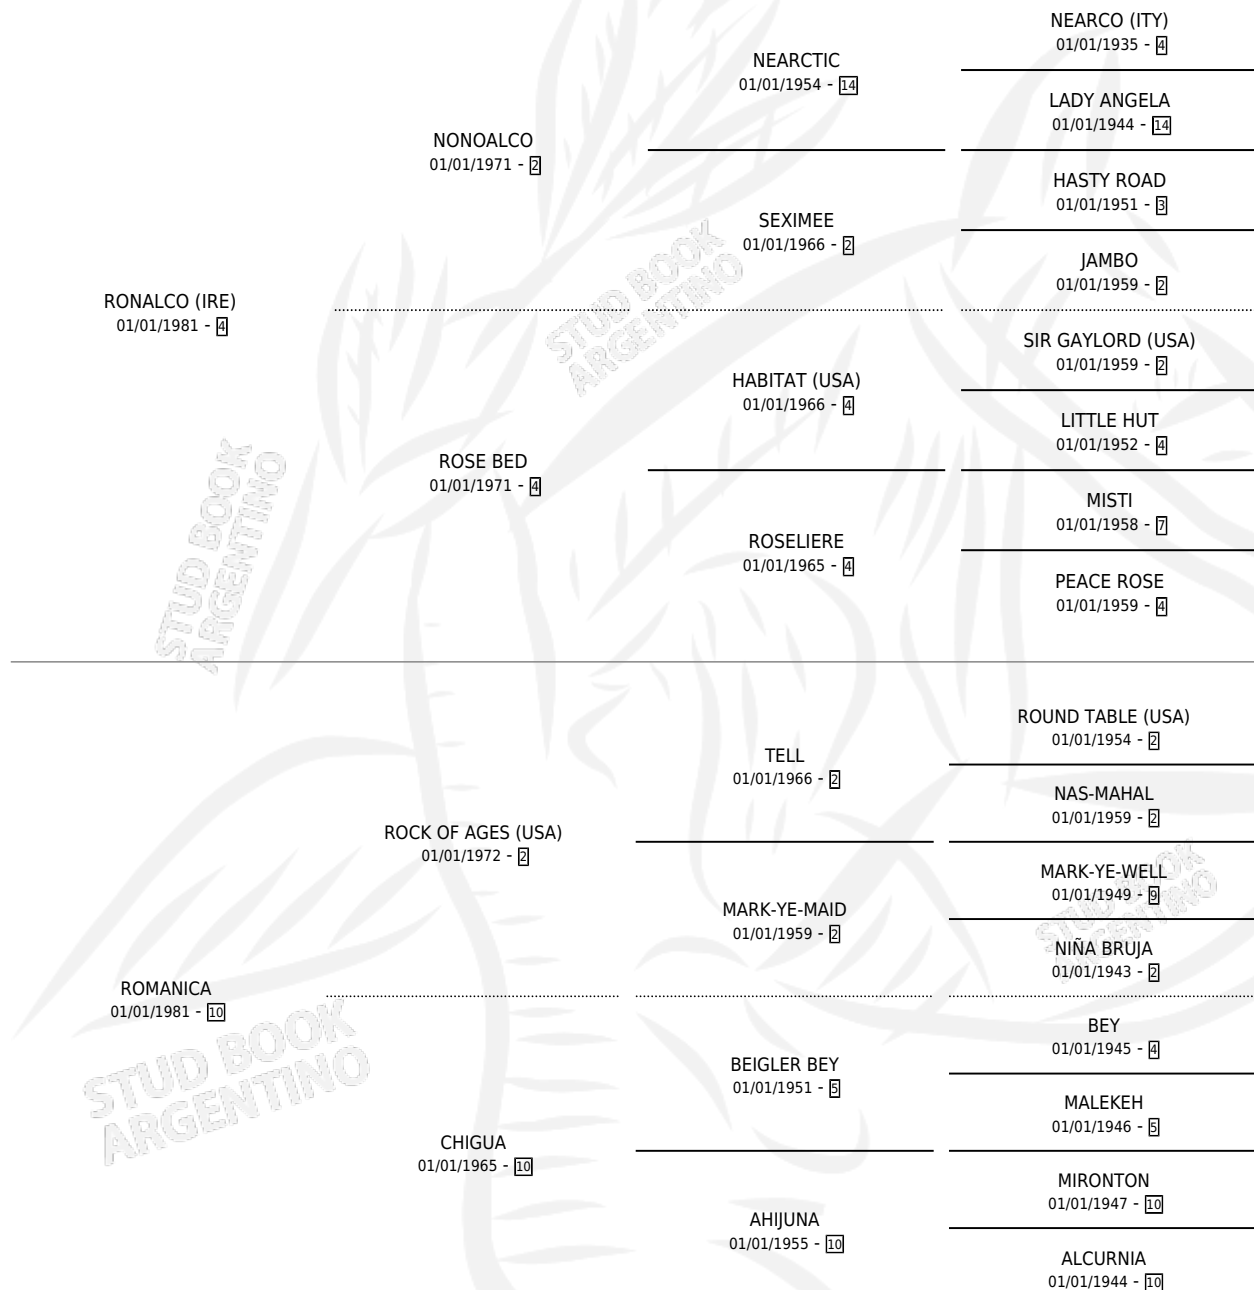 NEARCO (ITY)
01/01/1935 - 4
NEARCTIC
01/01/1954 - 14
LADY ANGELA
01/01/1944 - 14
NONOALCO
01/01/1971 - 2
HASTY ROAD
01/01/1951 - 3
SEXIMEE
01/01/1966 - 2
JAMBO
01/01/1959 - 2
RONALCO (IRE)
01/01/1981 - 4
SIR GAYLORD (USA)
01/01/1959 - 2
HABITAT (USA)
01/01/1966 - 4
LITTLE HUT
01/01/1952 - 4
ROSE BED
01/01/1971 - 4
MISTI
01/01/1958 - 7
ROSELIERE
01/01/1965 - 4
PEACE ROSE
01/01/1959 - 4
ROUND TABLE (USA)
01/01/1954 - 2
TELL
01/01/1966 - 2
NAS-MAHAL
01/01/1959 - 2
ROCK OF AGES (USA)
01/01/1972 - 2
MARK-YE-WELL
01/01/1949 - 9
MARK-YE-MAID
01/01/1959 - 2
NIÑA BRUJA
01/01/1943 - 2
ROMANICA
01/01/1981 - 10
BEY
01/01/1945 - 4
BEIGLER BEY
01/01/1951 - 5
MALEKEH
01/01/1946 - 5
CHIGUA
01/01/1965 - 10
MIRONTON
01/01/1947 - 10
AHIJUNA
01/01/1955 - 10
ALCURNIA
01/01/1944 - 10
STUD BOOK
ARGENTINO
STUD BOOK
ARGENTINO
STUD BOOK
ARGENTINO
STUD BOOK
ARGENTINO